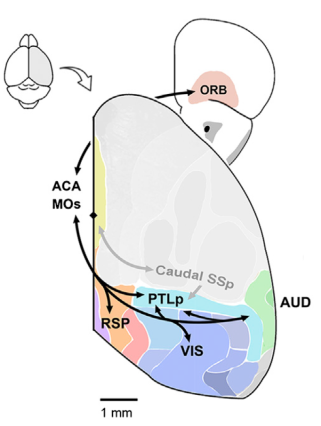 ORB
ACA
MOs
Caudal SSp
PTLp
AUD
RSP
VIS
1 mm